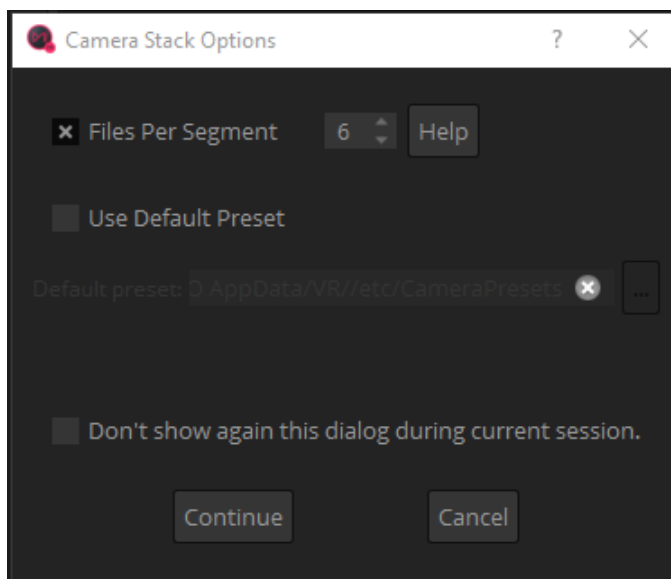 Camera Stack Options
Files Per Segment 6 Help
Use Default Preset
Default preset: AppData/VR//etc/CameraPresets ...
Don't show again this dialog during current session.
Continue Cancel